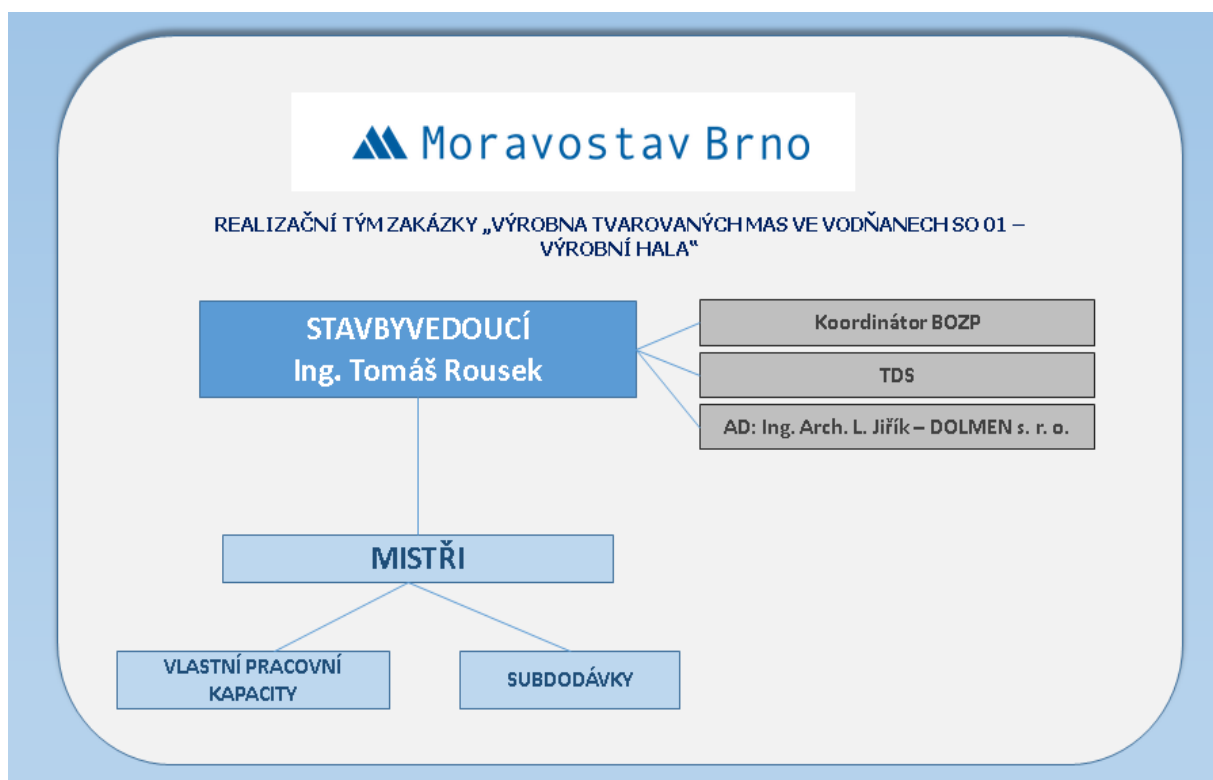 Moravostav Brno
REALIZAČNÍ TÝM ZAKÁZKY „VÝROBNA TVAROVANÝCH MAS VE VODŇANECH SO 01 –
VÝROBNÍ HALA“
STAVBYVEDOUCÍ
Ing. Tomáš Rousek
Koordinátor BOZP
TDS
AD: Ing. Arch. L. Jiřík – DOLMEN s. r. o.
MISTŘI
VLASTNÍ PRACOVNÍ
KAPACITY
SUBDODÁVKY